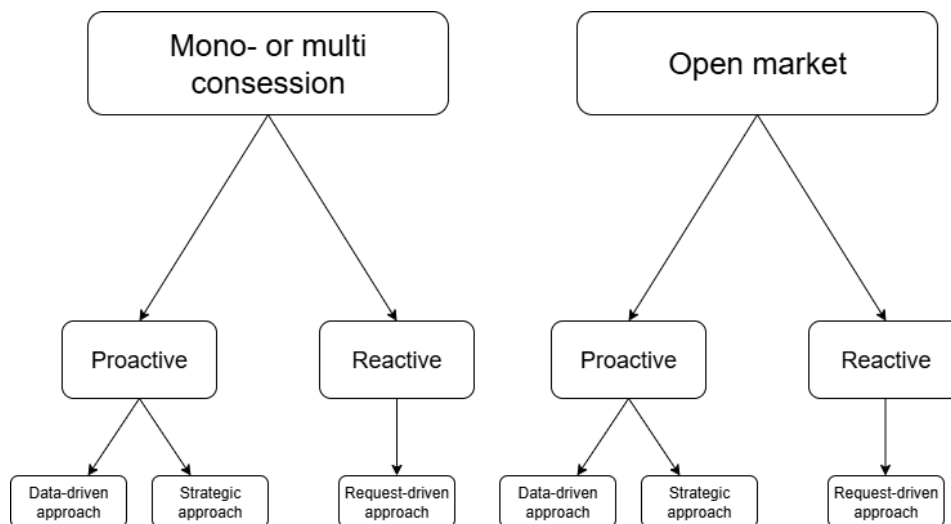 Mono- or multi
consession
Open market
Proactive
Reactive
Proactive
Reactive
Data-driven
approach
Strategic
approach
Request-driven
approach
Data-driven
approach
Strategic
approach
Request-driven
approach